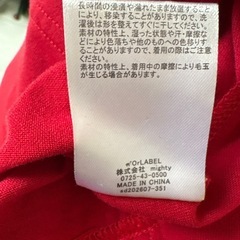 長時間の浸漬や濡れたまま放置すること
により、移染することがありますので、洗
濯後は形を整えてすぐに干してください。
素材の特性上、湿った状態や汗・摩擦な
どにより色落ちや他のものへ色移りする
ことがありますので、着用の際はご注意
ください。
素材の特性上、着用中の摩擦により毛玉
が生じる場合があります。
m'OrLABEL
株式会社 mighty
0725-43-0500
MADE IN CHINA
xd202607-351